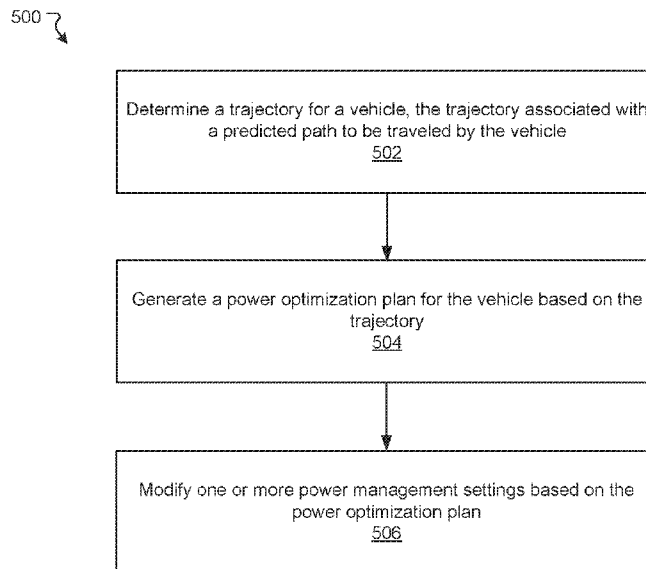 500
Determine a trajectory for a vehicle, the trajectory associated with
a predicted path to be traveled by the vehicle
502
Generate a power optimization plan for the vehicle based on the
trajectory
504
Modify one or more power management settings based on the
power optimization plan
506